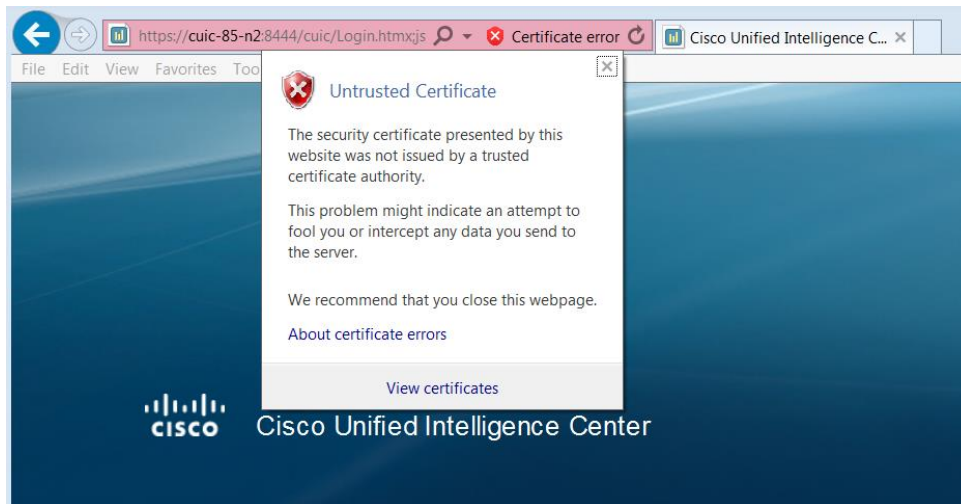 https://cuic-85-n2:8444/cuic/Login.htmx;js Certificate error Cisco Unified Intelligence C...
File Edit View Favorites Too
Untrusted Certificate
The security certificate presented by this
website was not issued by a trusted
certificate authority.
This problem might indicate an attempt to
fool you or intercept any data you send to
the server.
We recommend that you close this webpage.
About certificate errors
View certificates
CISCO
Cisco Unified Intelligence Center